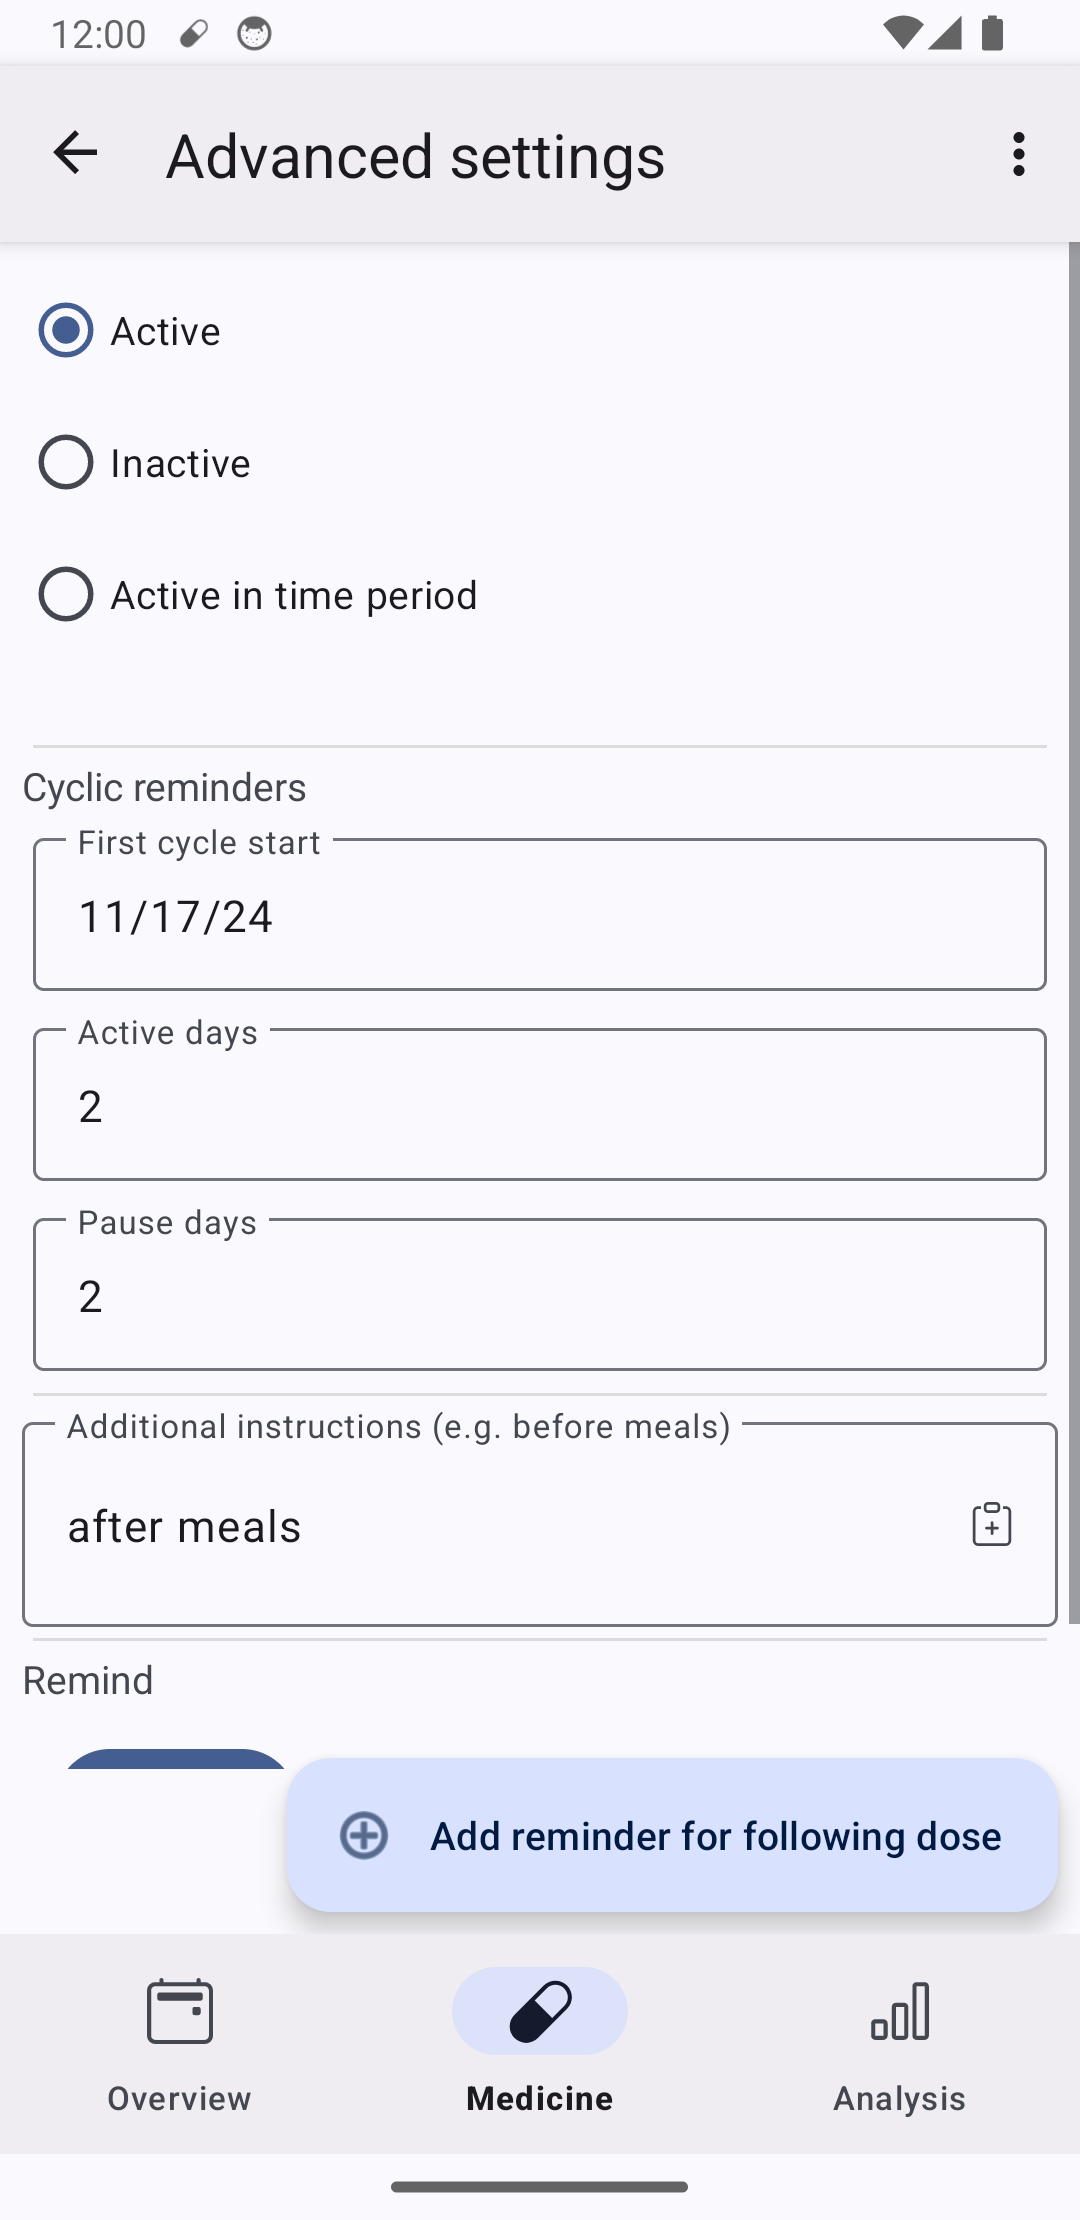 12:00
Advanced settings
Active
Inactive
Active in time period
Cyclic reminders
First cycle start
11/17/24
Active days
2
Pause days
2
Additional instructions (e.g. before meals)
after meals
Remind
Add reminder for following dose
Overview
Medicine
Analysis